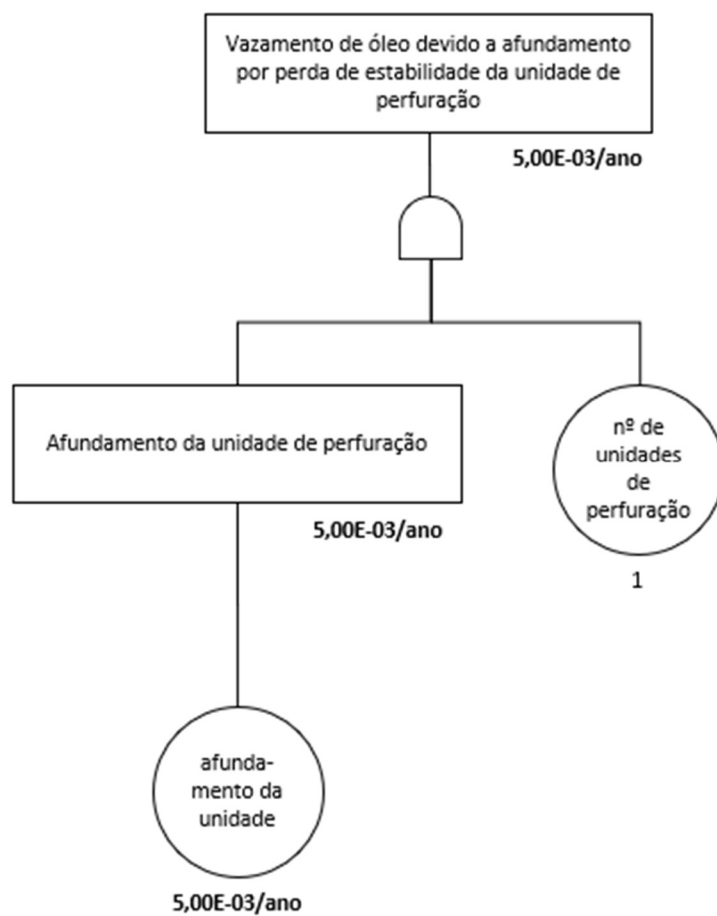 Vazamento de óleo devido a afundamento
por perda de estabilidade da unidade de
perfuração
5,00E-03/ano
Afundamento da unidade de perfuração
5,00E-03/ano
nº de
unidades
de
perfuração
1
afunda-
mento da
unidade
5,00E-03/ano